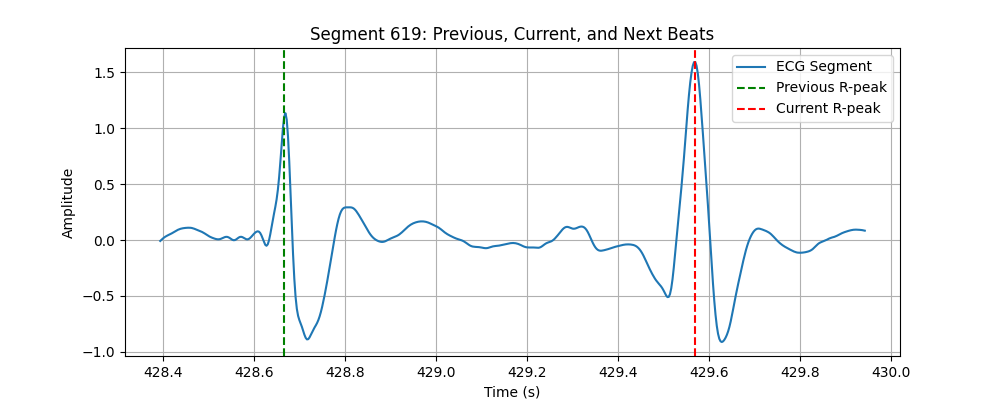 Segment 619: Previous, Current, and Next Beats
ECG Segment
Previous R-peak
Current R-peak
Amplitude
1.5
1.0
0.5
0.0
−0.5
−1.0
428.4 428.6 428.8 429.0 429.2 429.4 429.6 429.8 430.0
Time (s)